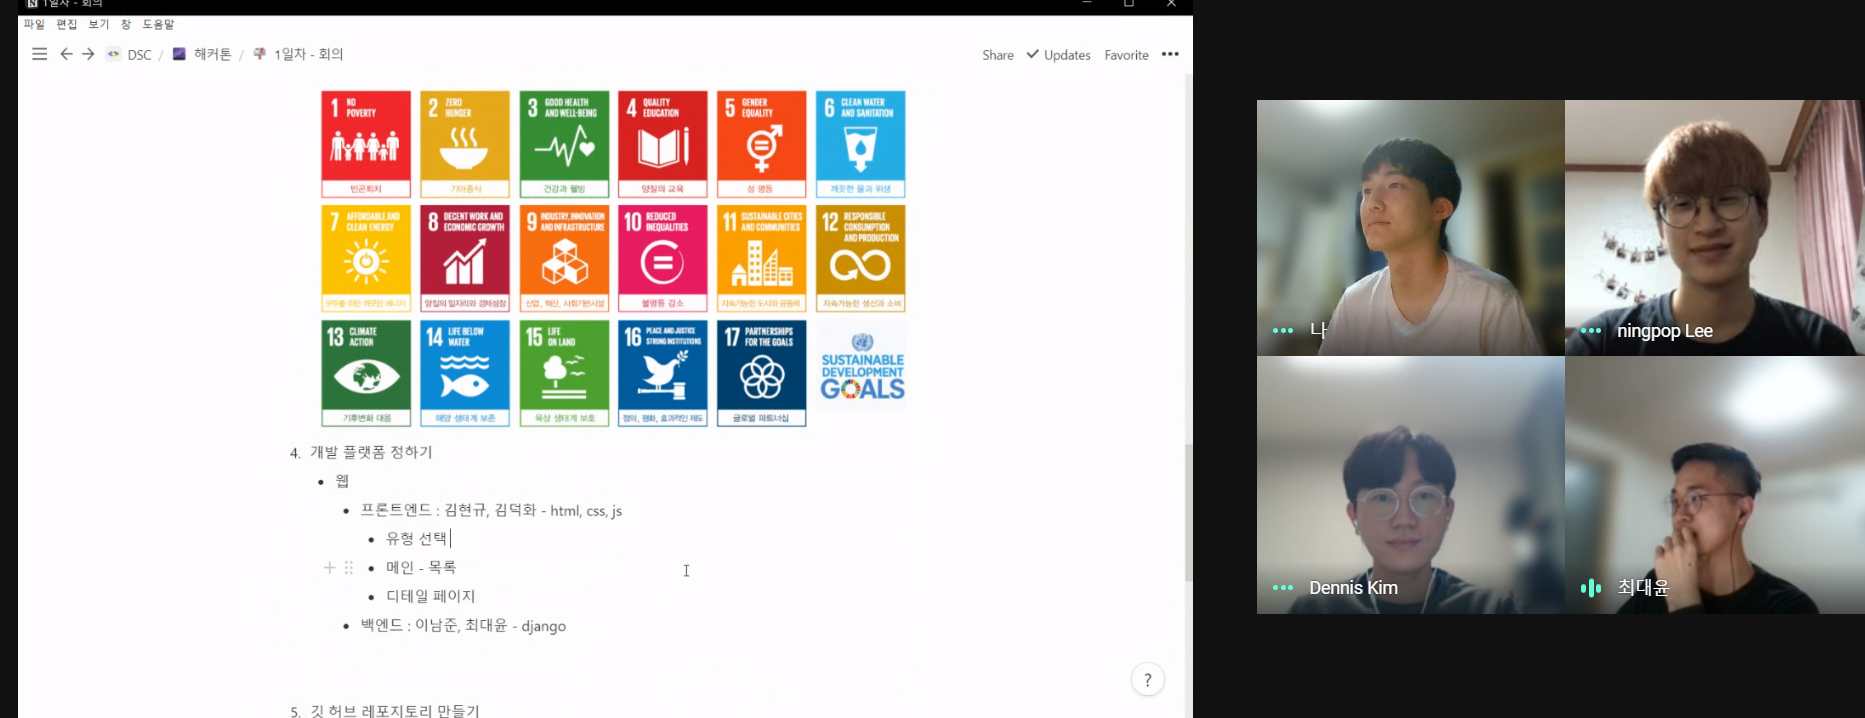 1일차 - 회의
파일 편집 보기 창 도움말
DSC / 해커톤 / 1일차 - 회의
Share Updates Favorite
1 NO POVERTY
빈곤퇴치
2 ZERO HUNGER
기아종식
3 GOOD HEALTH AND WELL-BEING
건강과 웰빙
4 QUALITY EDUCATION
양질의 교육
5 GENDER EQUALITY
성 평등
6 CLEAN WATER AND SANITATION
깨끗한 물과 위생
7 AFFORDABLE AND CLEAN ENERGY
모두를 위한 깨끗한 에너지
8 DECENT WORK AND ECONOMIC GROWTH
양질의 일자리와 경제성장
9 INDUSTRY, INNOVATION AND INFRASTRUCTURE
산업, 혁신, 사회기반시설
10 REDUCED INEQUALITIES
불평등 감소
11 SUSTAINABLE CITIES AND COMMUNITIES
지속가능한 도시와 공동체
12 RESPONSIBLE CONSUMPTION AND PRODUCTION
지속가능한 생산과 소비
13 CLIMATE ACTION
기후변화 대응
14 LIFE BELOW WATER
해양 생태계 보존
15 LIFE ON LAND
육상 생태계 보호
16 PEACE AND JUSTICE STRONG INSTITUTIONS
정의, 평화, 효과적인 제도
17 PARTNERSHIPS FOR THE GOALS
글로벌 파트너십
SUSTAINABLE
DEVELOPMENT
GOALS
4. 개발 플랫폼 정하기
웹
프론트엔드 : 김현규, 김덕화 - html, css, js
유형 선택
메인 - 목록
디테일 페이지
백엔드 : 이남준, 최대윤 - django
5. 깃 허브 레포지토리 만들기
?
나
ningpop Lee
Dennis Kim
최대윤